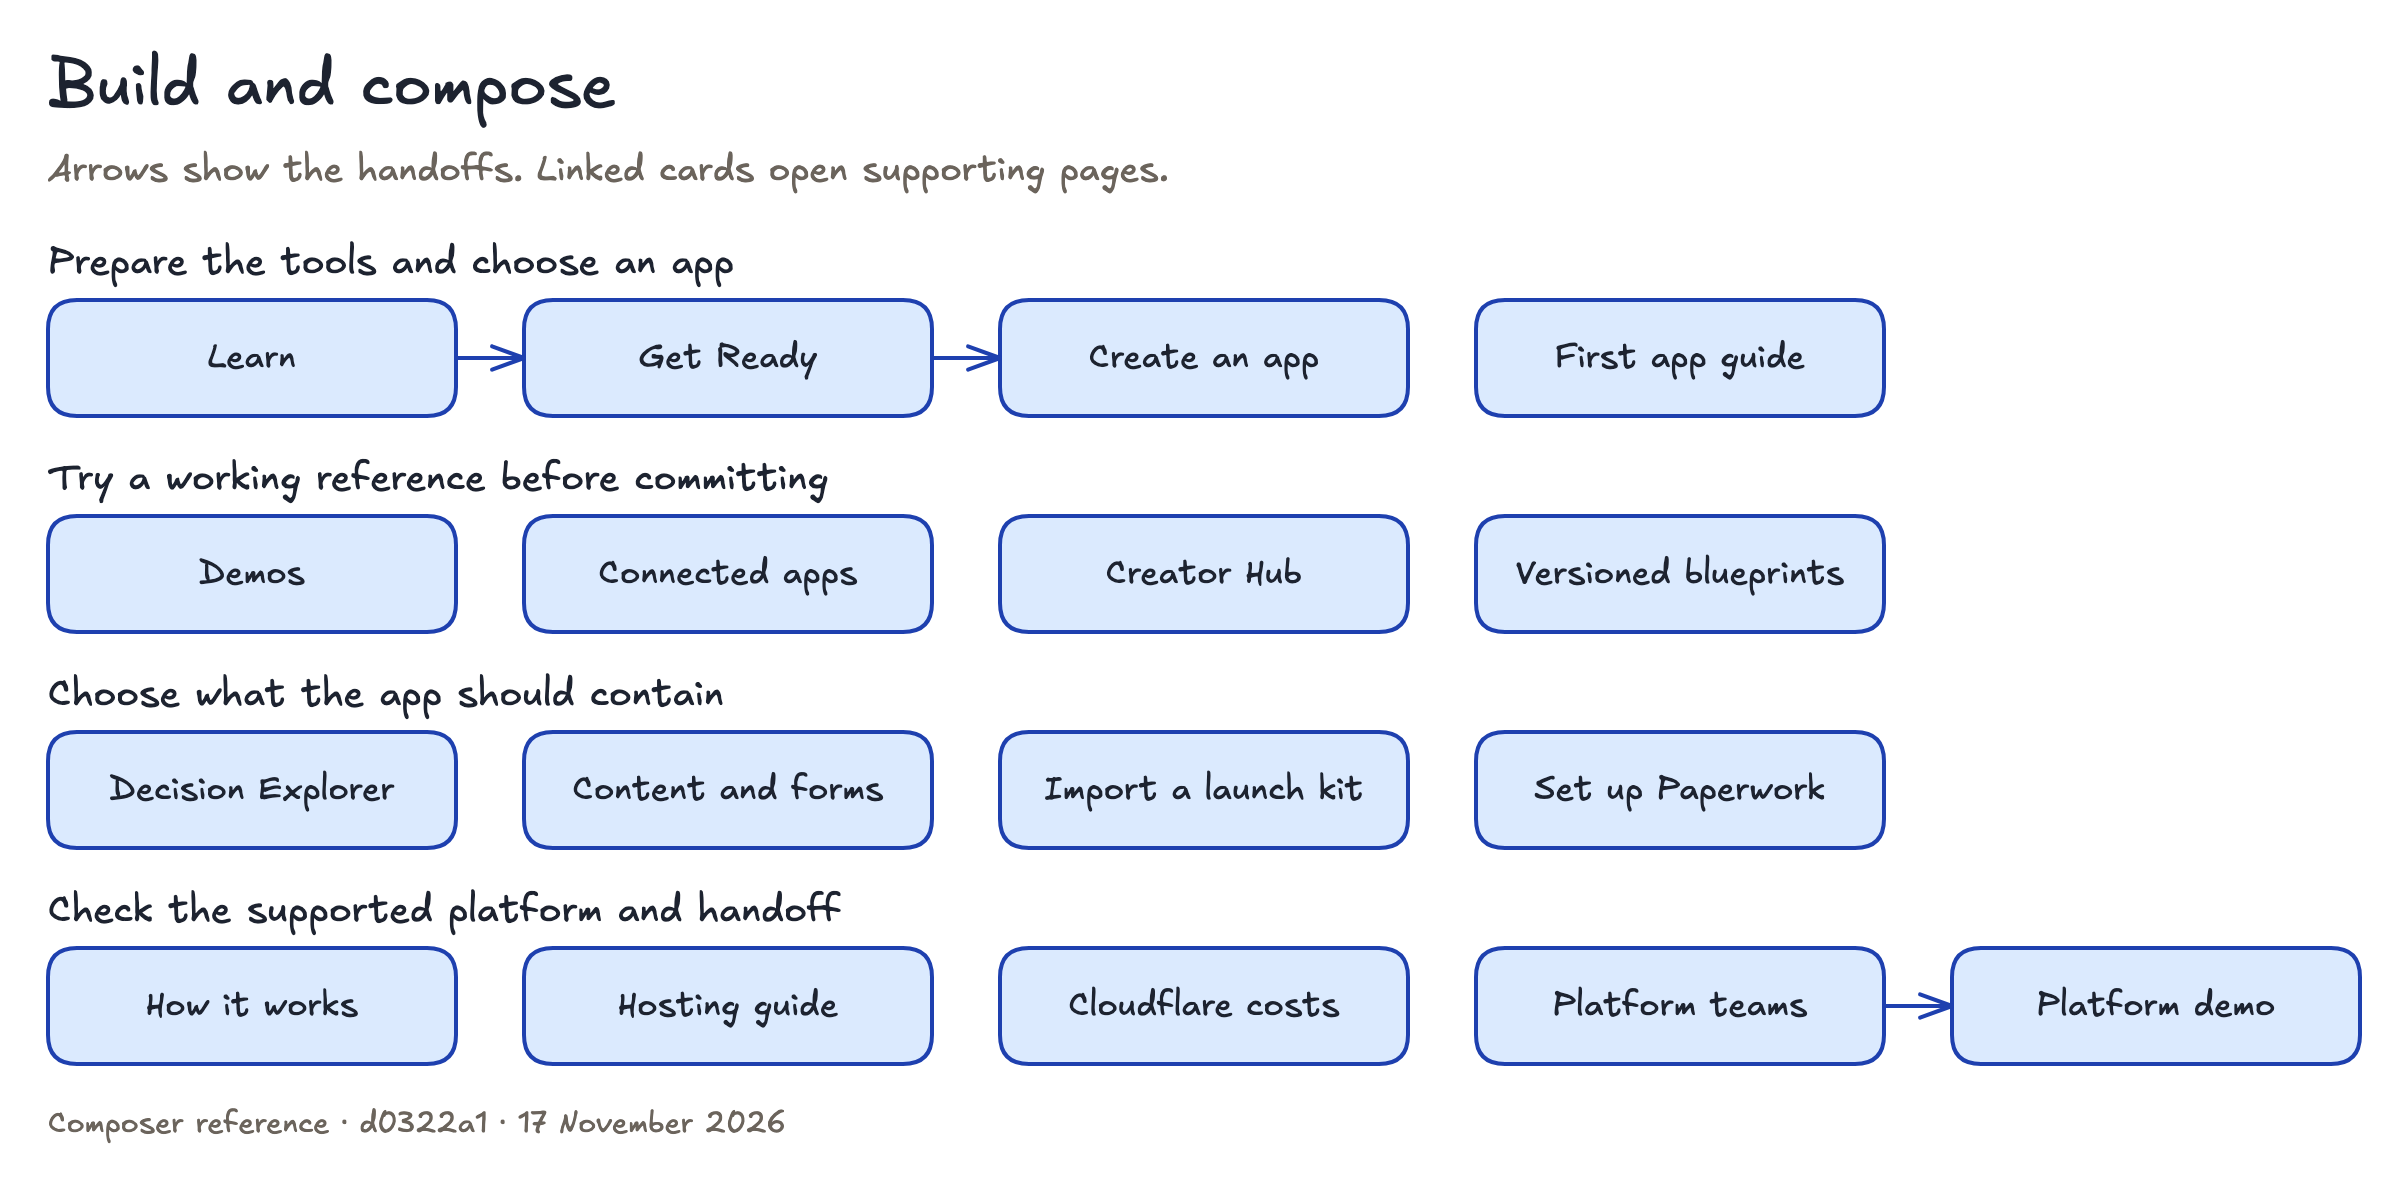 Build and compose
Arrows show the handoffs. Linked cards open supporting pages.
Prepare the tools and choose an app
Learn
Get Ready
Create an app
First app guide
Try a working reference before committing
Demos
Connected apps
Creator Hub
Versioned blueprints
Choose what the app should contain
Decision Explorer
Content and forms
Import a launch kit
Set up Paperwork
Check the supported platform and handoff
How it works
Hosting guide
Cloudflare costs
Platform teams
Platform demo
Composer reference · d0322a1 · 17 November 2026